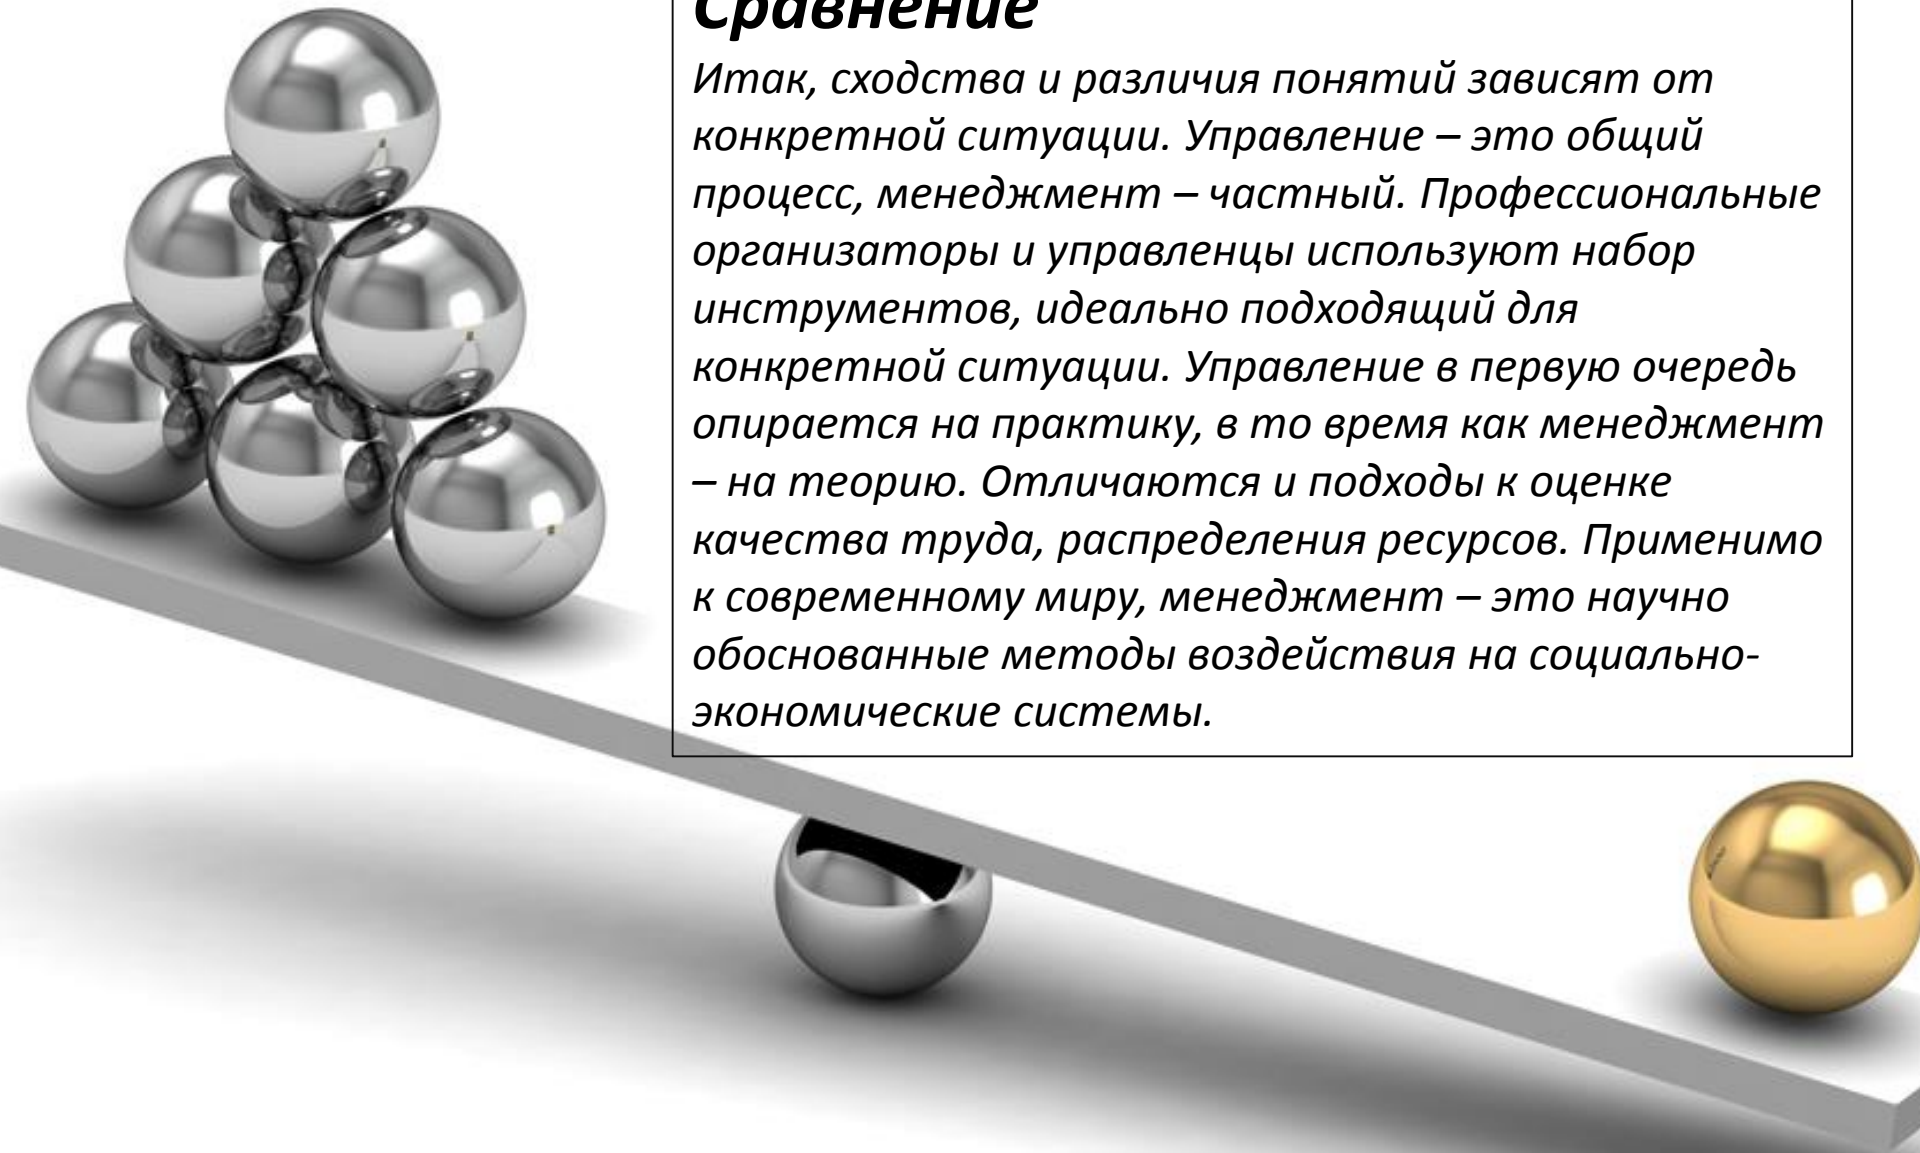 Сравнение
Итак, сходства и различия понятий зависят от
конкретной ситуации. Управление – это общий
процесс, менеджмент – частный. Профессиональные
организаторы и управленцы используют набор
инструментов, идеально подходящий для
конкретной ситуации. Управление в первую очередь
опирается на практику, в то время как менеджмент
– на теорию. Отличаются и подходы к оценке
качества труда, распределения ресурсов. Применимо
к современному миру, менеджмент – это научно
обоснованные методы воздействия на социально-
экономические системы.